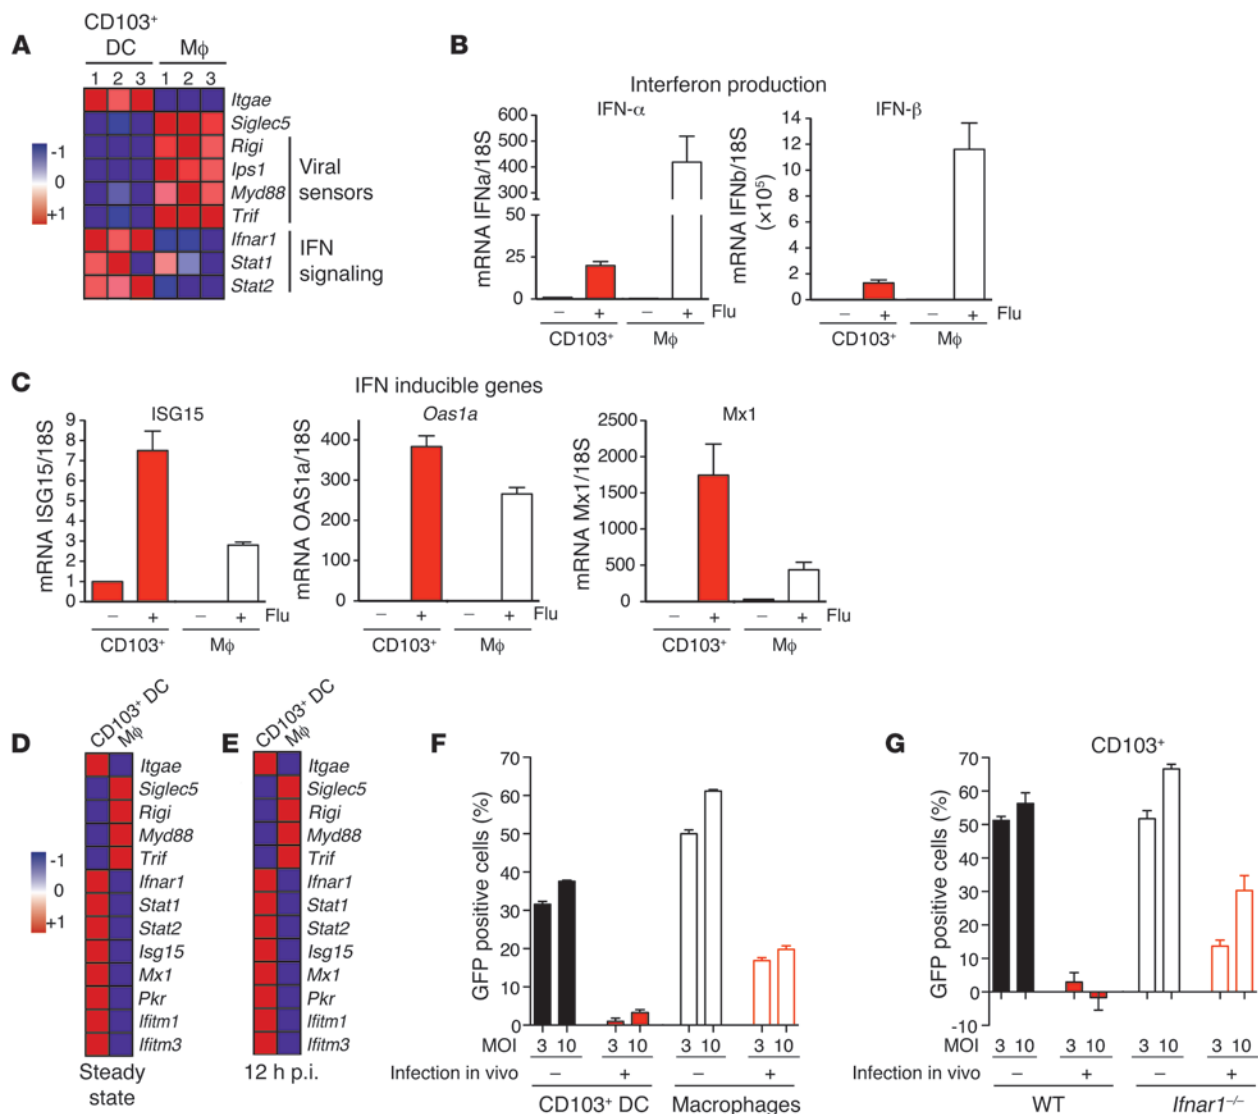 A
CD103+
DC Mϕ
1 2 3 1 2 3
Itgae
Siglec5
Rigi
Ips1
Myd88
Trif
Ifnar1
Stat1
Stat2
Viral
sensors
IFN
signaling
-1
0
+1
B
Interferon production
IFN-α
mRNA IFNa/18S
600
500
400
300
200
50
25
0
− + − + Flu
CD103+ Mϕ
IFN-β
mRNA IFNb/18S
(×10⁵)
14
12
10
8
6
4
2
0
− + − + Flu
CD103+ Mϕ
C
IFN inducible genes
ISG15
mRNA ISG15/18S
9
8
7
6
5
4
3
2
1
0
− + − + Flu
CD103+ Mϕ
Oas1a
mRNA OAS1a/18S
400
300
200
100
0
− + − +
CD103+ Mϕ
Mx1
mRNA Mx1/18S
2500
2000
1500
1000
500
0
− + − + Flu
CD103+ Mϕ
D
CD103+ DC
Mϕ
-1
0
+1
Itgae
Siglec5
Rigi
Myd88
Trif
Ifnar1
Stat1
Stat2
Isg15
Mx1
Pkr
Ifitm1
Ifitm3
Steady
state
E
CD103+ DC
Mϕ
Itgae
Siglec5
Rigi
Myd88
Trif
Ifnar1
Stat1
Stat2
Isg15
Mx1
Pkr
Ifitm1
Ifitm3
12 h p.i.
F
GFP positive cells (%)
70
60
50
40
30
20
10
0
MOI 3 10 3 10 3 10 3 10
Infection in vivo − + − +
CD103+ DC Macrophages
G
CD103+
GFP positive cells (%)
70
60
50
40
30
20
10
0
-10
MOI 3 10 3 10 3 10 3 10
Infection in vivo − + − +
WT Ifnar1–/–